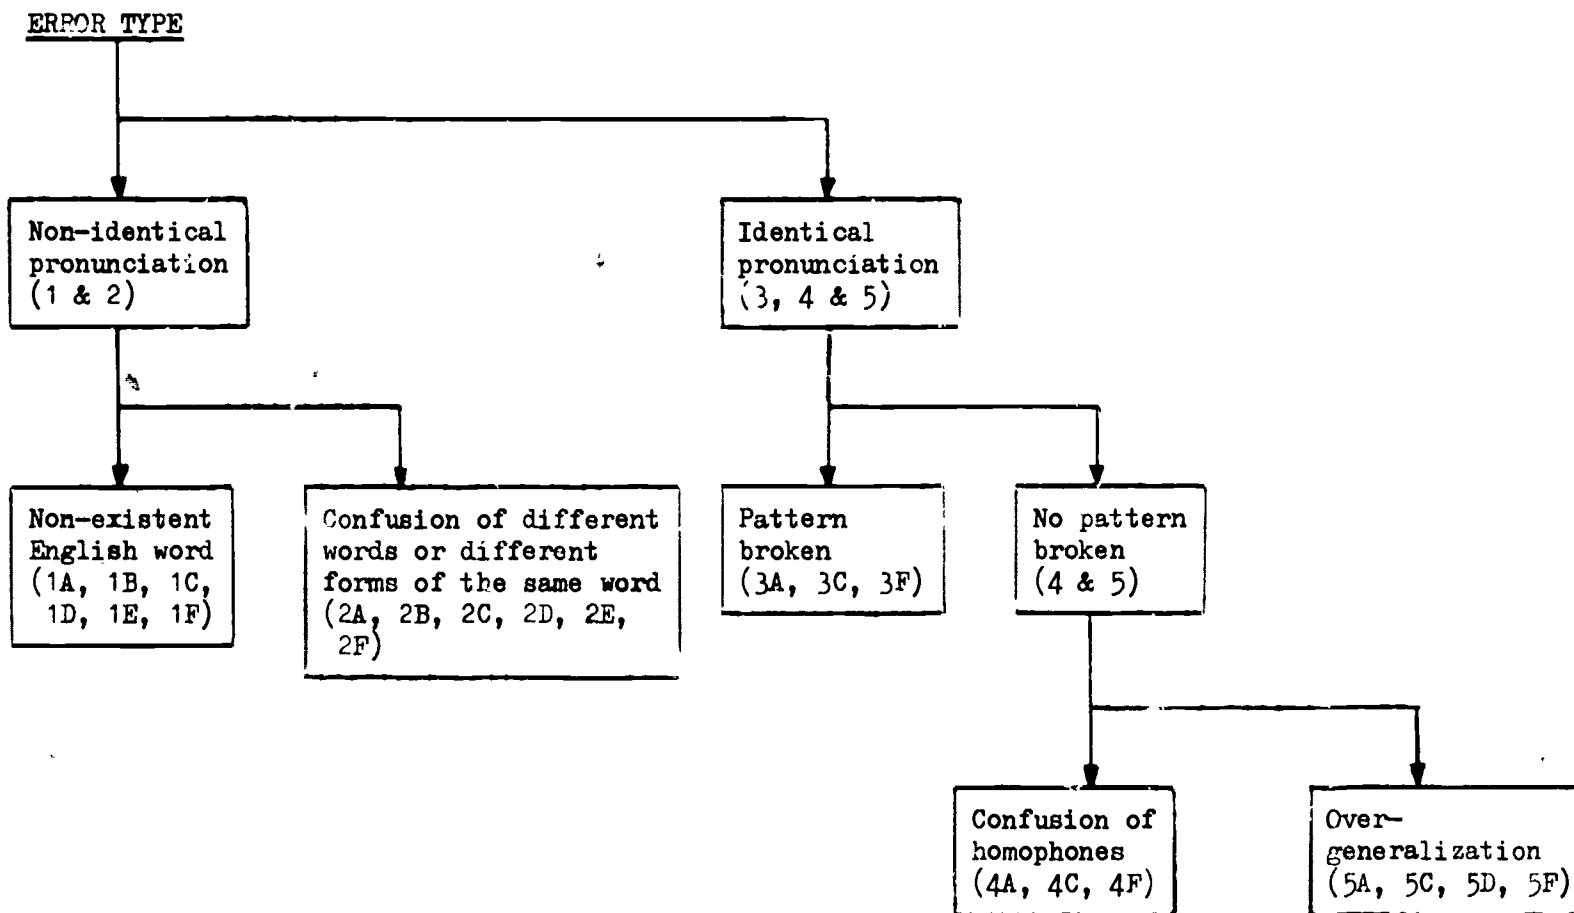 ERROR TYPE
Non-identical
pronunciation
(1 & 2)
Identical
pronunciation
(3, 4 & 5)
Non-existent
English word
(1A, 1B, 1C,
1D, 1E, 1F)
Confusion of different
words or different
forms of the same word
(2A, 2B, 2C, 2D, 2E,
2F)
Pattern
broken
(3A, 3C, 3F)
No pattern
broken
(4 & 5)
Confusion of
homophones
(4A, 4C, 4F)
Over-
generalization
(5A, 5C, 5D, 5F)